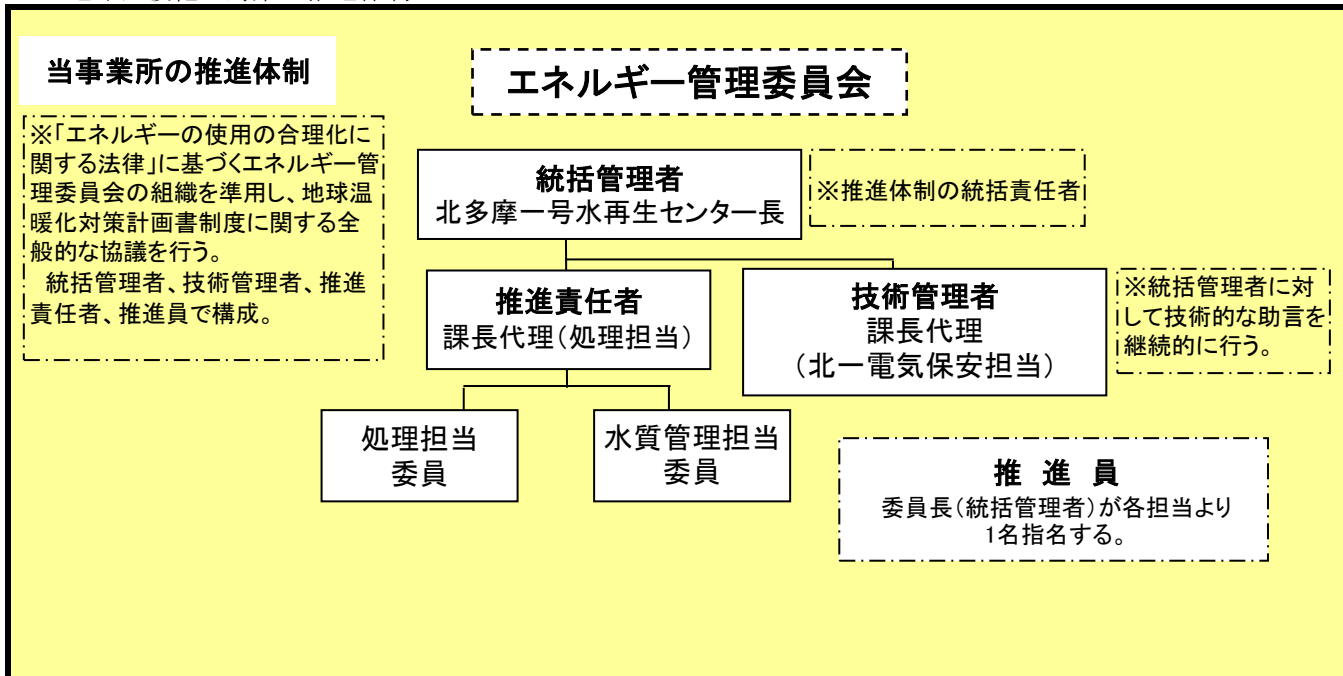 当事業所の推進体制
エネルギー管理委員会
※「エネルギーの使用の合理化に
関する法律」に基づくエネルギー管
理委員会の組織を準用し、地球温
暖化対策計画書制度に関する全
般的な協議を行う。
統括管理者、技術管理者、推進
責任者、推進員で構成。
統括管理者
北多摩一号水再生センター長
※推進体制の統括責任者
推進責任者
課長代理(処理担当)
技術管理者
課長代理
(北一電気保安担当)
※統括管理者に対
して技術的な助言を
継続的に行う。
処理担当
委員
水質管理担当
委員
推 進 員
委員長(統括管理者)が各担当より
1名指名する。